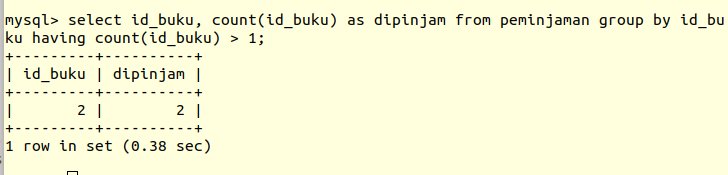 mysql> select id_buku, count(id_buku) as dipinjam from peminjaman group by id_bu
ku having count(id_buku) > 1;
+---------+----------+
| id_buku | dipinjam |
+---------+----------+
|       2 |        2 |
+---------+----------+
1 row in set (0.38 sec)